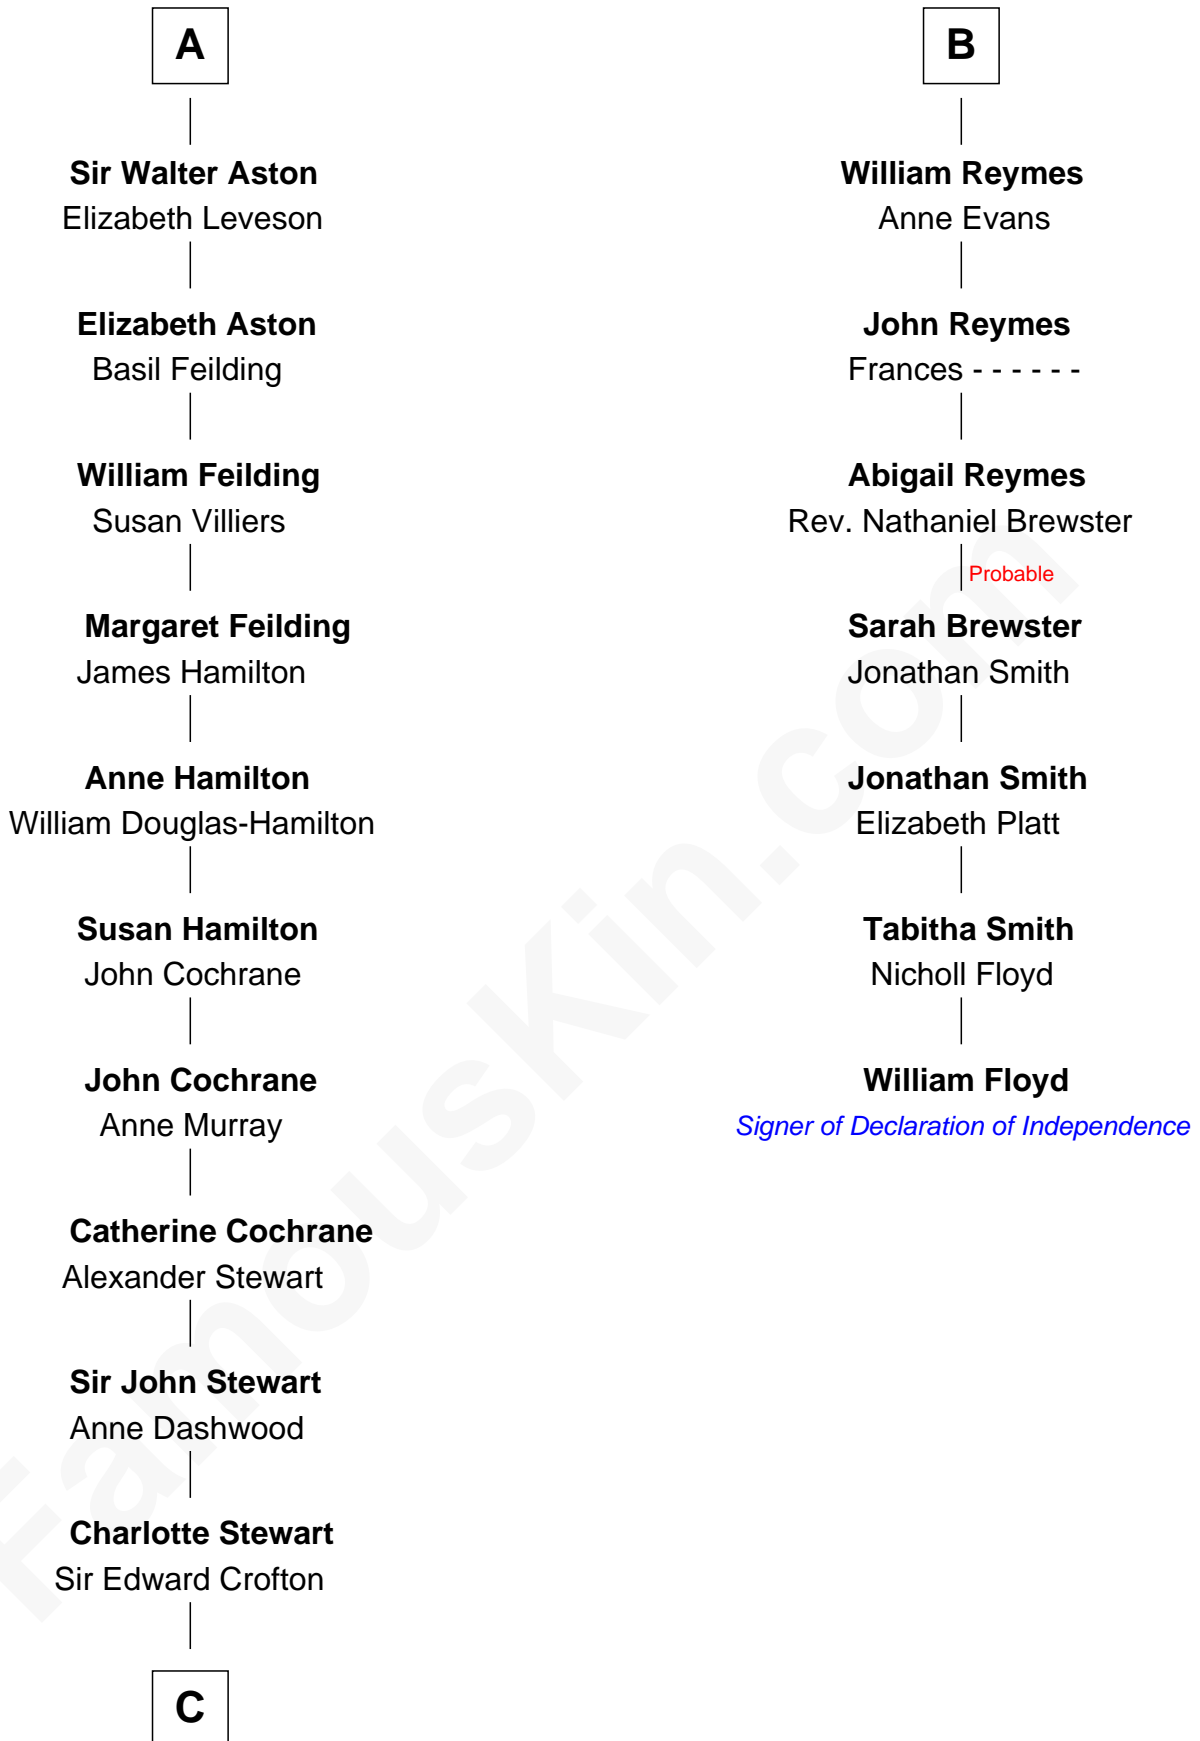 A
Sir Walter Aston
Elizabeth Leveson
Elizabeth Aston
Basil Feilding
William Feilding
Susan Villiers
Margaret Feilding
James Hamilton
Anne Hamilton
William Douglas-Hamilton
Susan Hamilton
John Cochrane
John Cochrane
Anne Murray
Catherine Cochrane
Alexander Stewart
Sir John Stewart
Anne Dashwood
Charlotte Stewart
Sir Edward Crofton
C
B
William Reymes
Anne Evans
John Reymes
Frances - - - - - -
Abigail Reymes
Rev. Nathaniel Brewster
Probable
Sarah Brewster
Jonathan Smith
Jonathan Smith
Elizabeth Platt
Tabitha Smith
Nicholl Floyd
William Floyd
Signer of Declaration of Independence
FamousKin.com